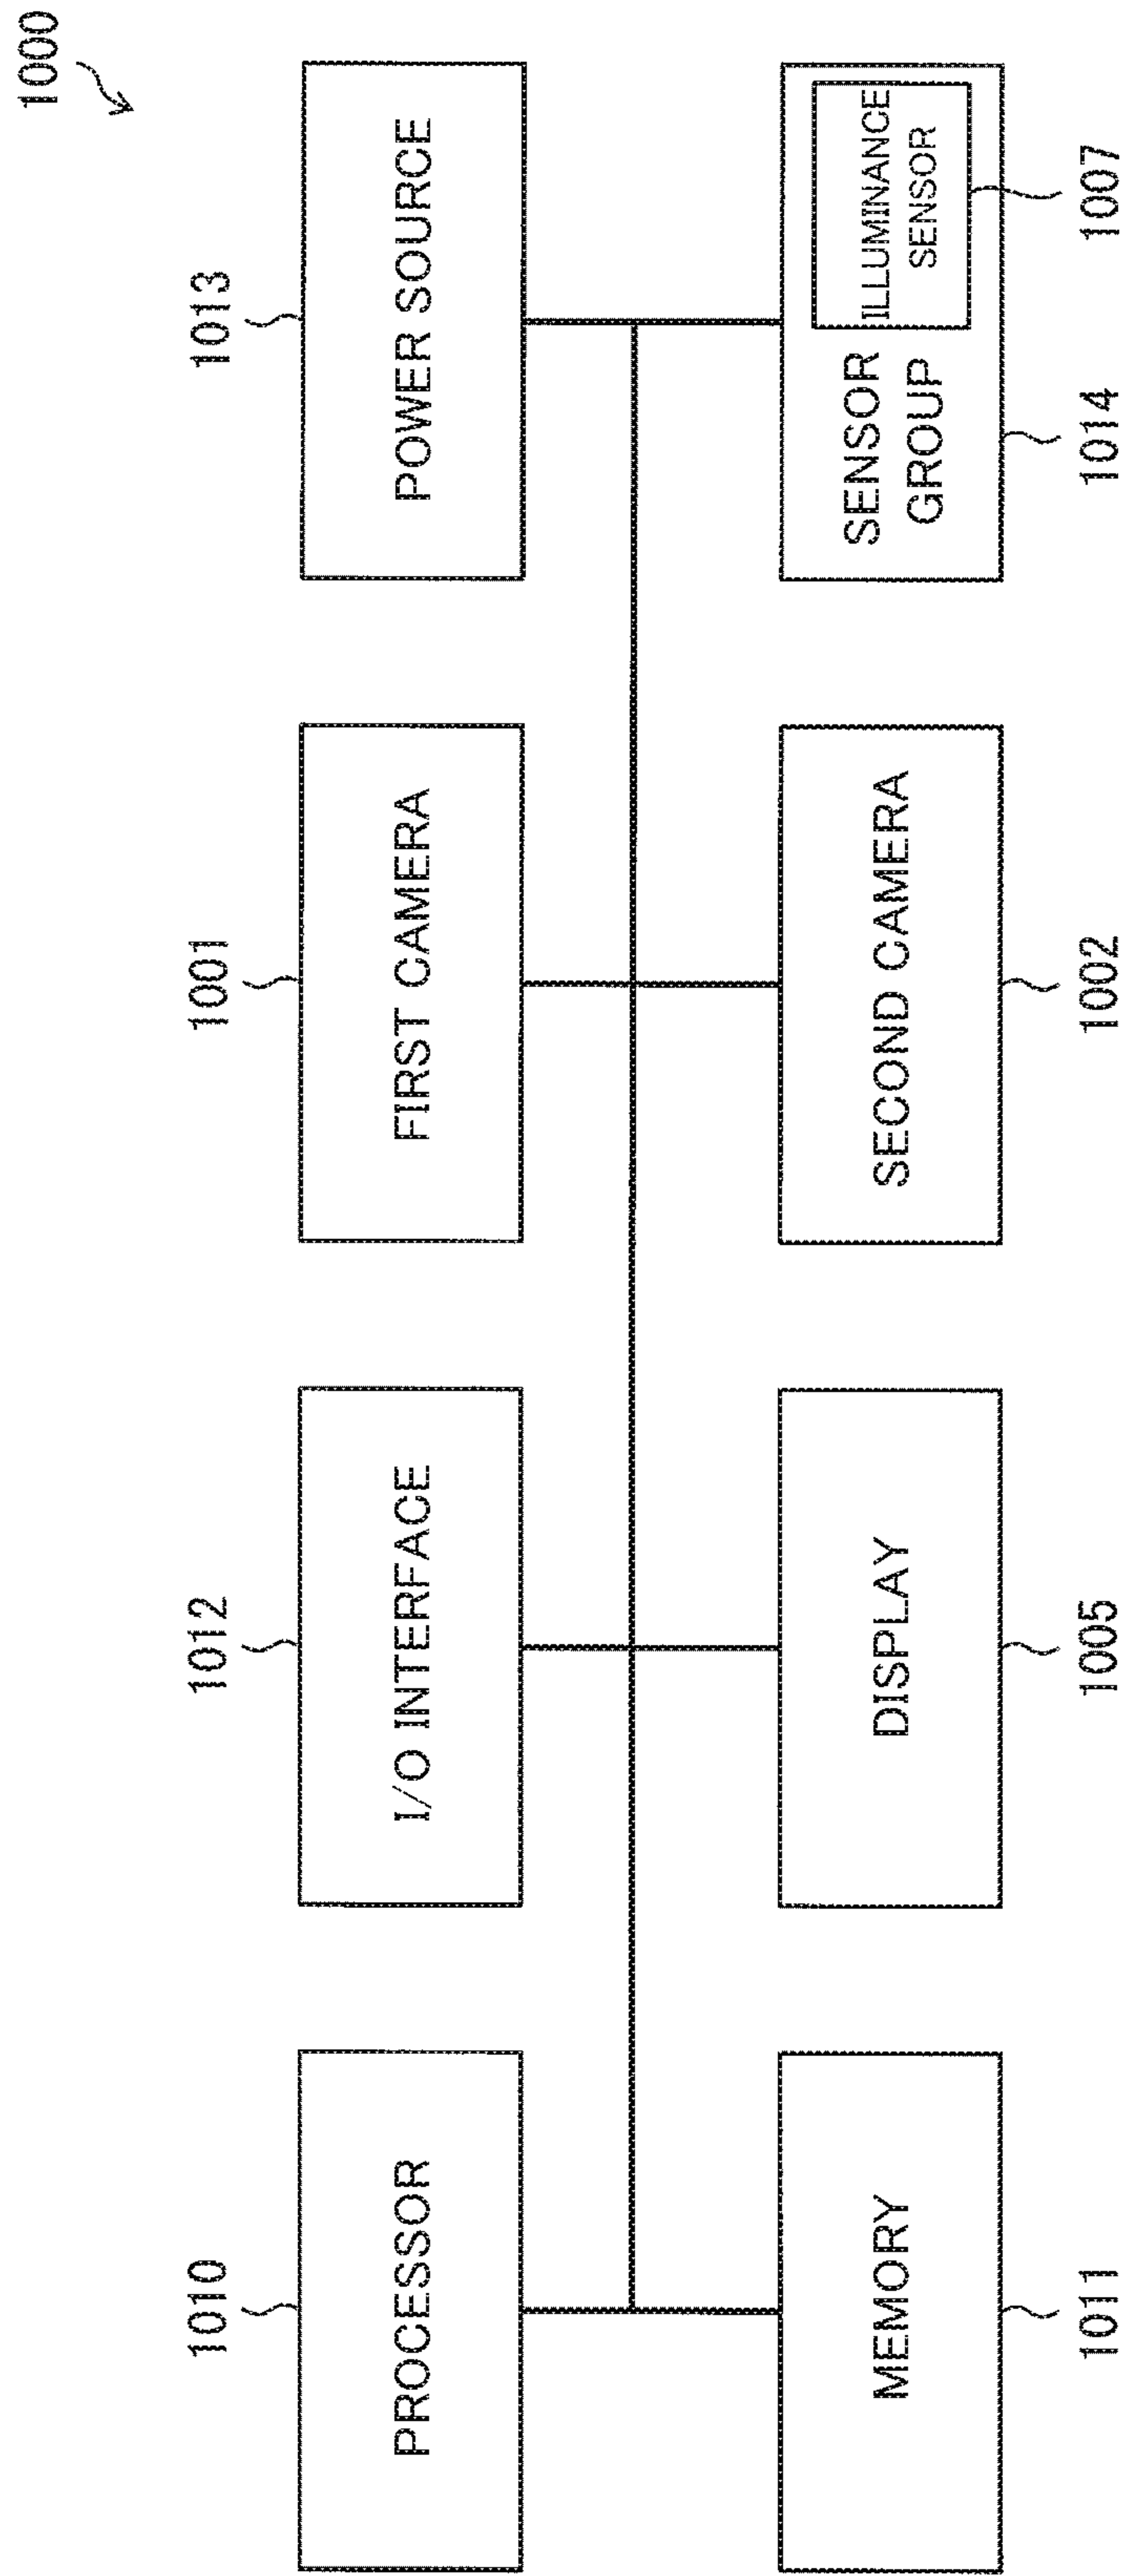 1000
1010
1012
1001
1013
PROCESSOR
I/O INTERFACE
FIRST CAMERA
POWER SOURCE
MEMORY
DISPLAY
SECOND CAMERA
SENSOR
GROUP
ILLUMINANCE
SENSOR
1011
1005
1002
1014
1007